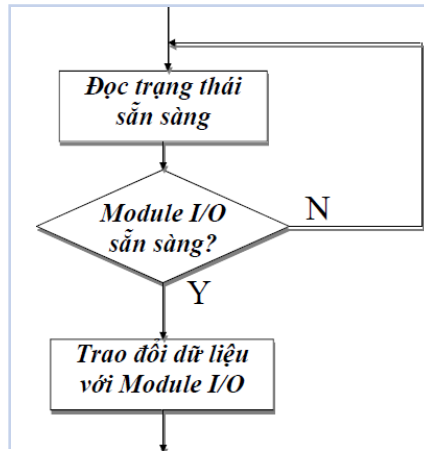 Đọc trạng thái
sẵn sàng
Module I/O
sẵn sàng?
N
Y
Trao đổi dữ liệu
với Module I/O